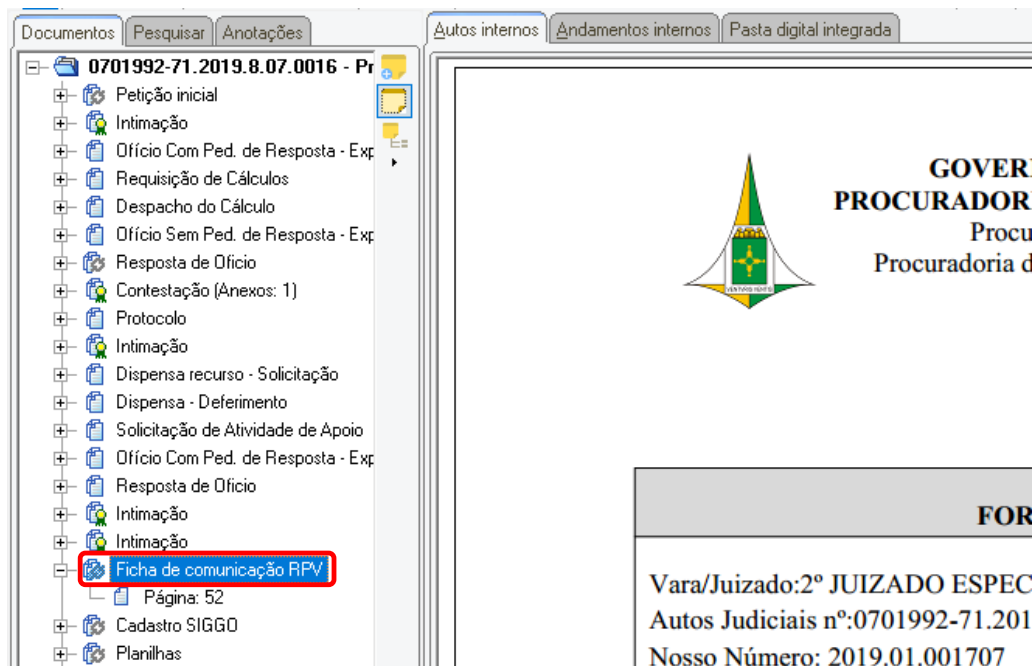 Documentos Pesquisar Anotações
0701992-71.2019.8.07.0016 - Pr
Petição inicial
Intimação
Ofício Com Ped. de Resposta - Exp
Requisição de Cálculos
Despacho do Cálculo
Ofício Sem Ped. de Resposta - Exp
Resposta de Oficio
Contestação (Anexos: 1)
Protocolo
Intimação
Dispensa recurso - Solicitação
Dispensa - Deferimento
Solicitação de Atividade de Apoio
Ofício Com Ped. de Resposta - Exp
Resposta de Oficio
Intimação
Intimação
Ficha de comunicação RPV
Página: 52
Cadastro SIGGO
Planilhas
Autos internos Andamentos internos Pasta digital integrada
GOVER
PROCURADOR
Procu
Procuradoria d
VENTURIS VENTIS
FOR
Vara/Juizado:2º JUIZADO ESPEC
Autos Judiciais nº:0701992-71.201
Nosso Número: 2019.01.001707